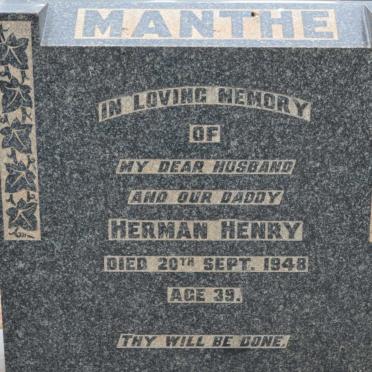 MANTHE
IN LOVING MEMORY
OF
MY DEAR HUSBAND
AND OUR DADDY
HERMAN HENRY
DIED 20TH SEPT. 1948
AGE 39.
THY WILL BE DONE.